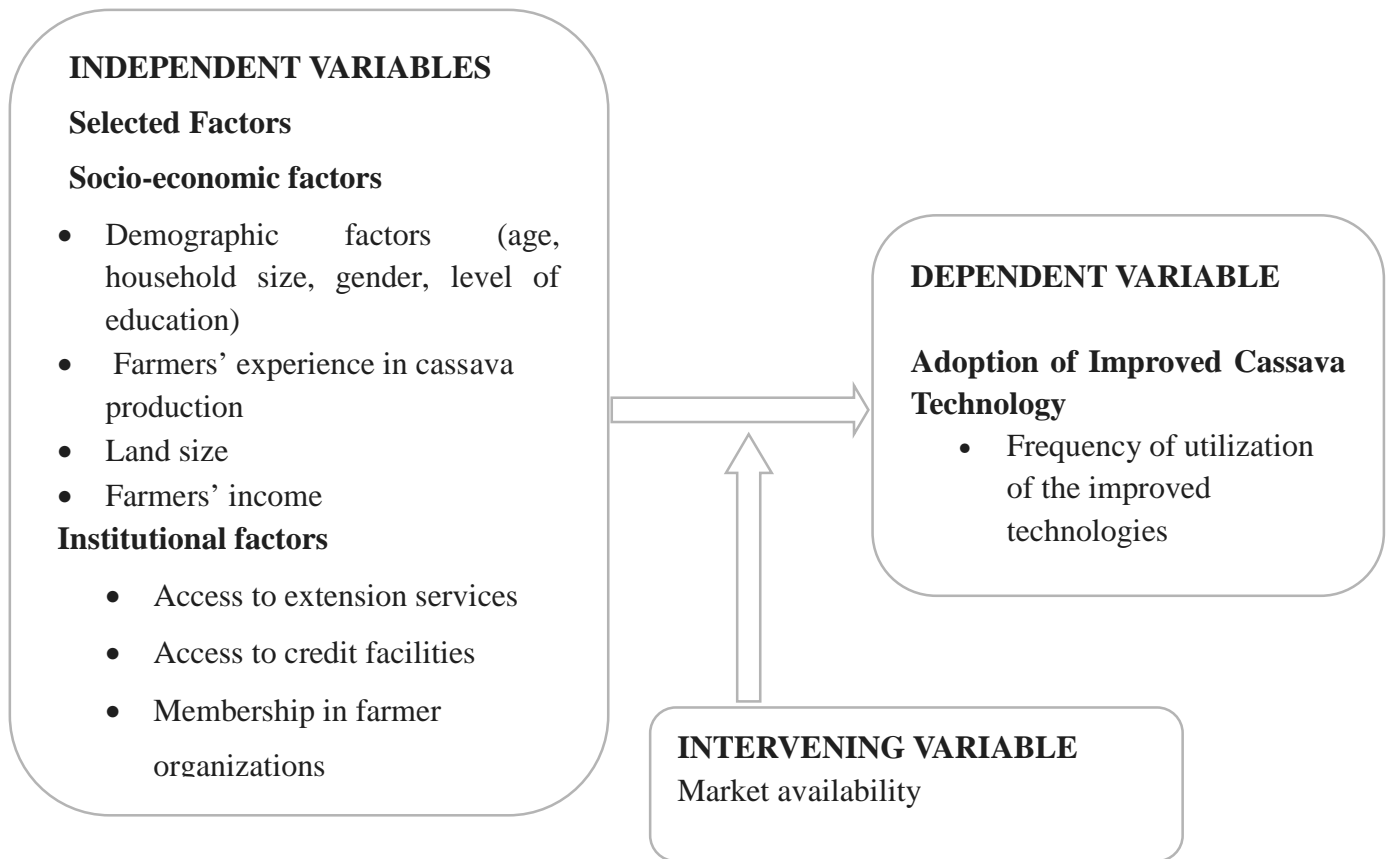 INDEPENDENT VARIABLES
Selected Factors
Socio-economic factors
• Demographic factors (age,
household size, gender, level of
education)
• Farmers’ experience in cassava
production
• Land size
• Farmers’ income
Institutional factors
• Access to extension services
• Access to credit facilities
• Membership in farmer
organizations
DEPENDENT VARIABLE
Adoption of Improved Cassava
Technology
• Frequency of utilization
of the improved
technologies
INTERVENING VARIABLE
Market availability